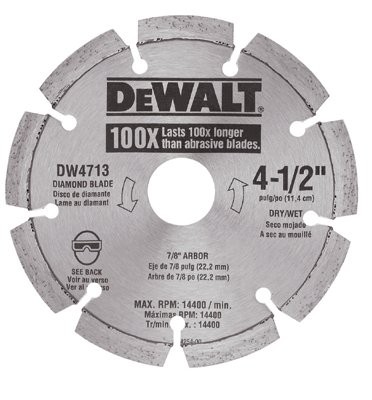 DEWALT
100X Lasts 100x longer
than abrasive blades.
DW4713
DIAMOND BLADE
Disco de diamante
Lame au diamant
4-1/2"
pulg/po (11,4 cm)
DRY/WET
Seco mojado
A sec au mouillé
SEE BACK
Voir au verso
Ver al verso
7/8" ARBOR
Eje de 7/8 pulg (22,2 mm)
Arbre de 7/8 po (22,2 mm)
MAX. RPM: 14400 / min.
Máximas RPM: 14400
Tr/min. max.: 14400